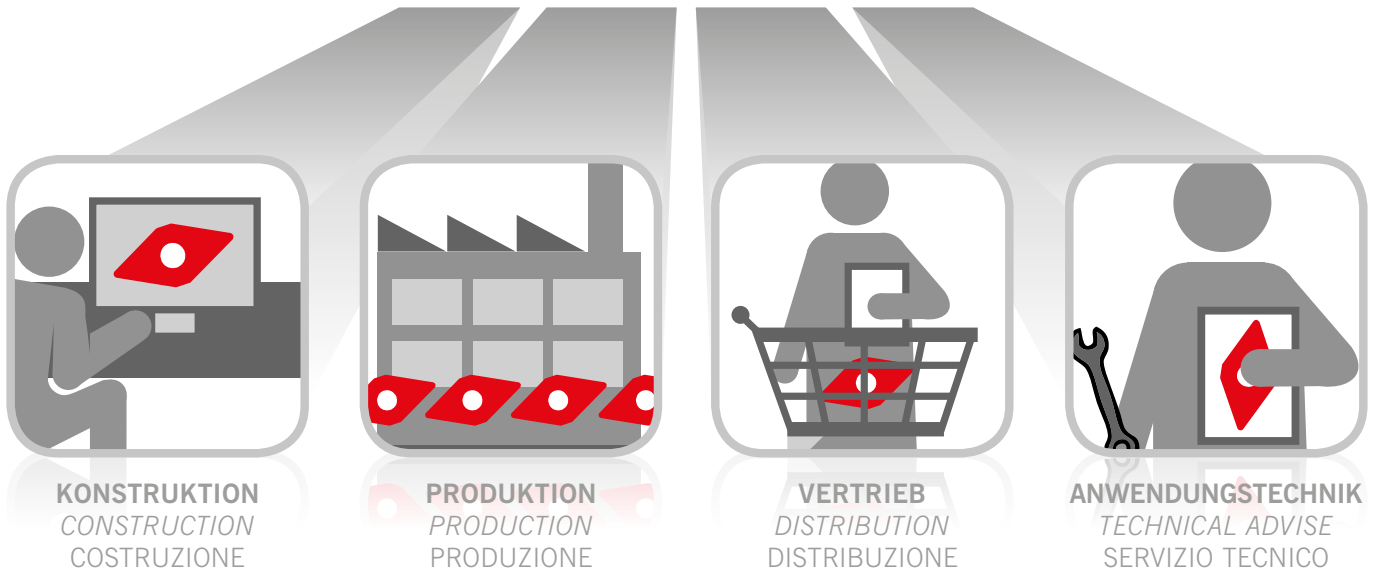 KONSTRUKTION
CONSTRUCTION
COSTRUZIONE
PRODUKTION
PRODUCTION
PRODUZIONE
VERTRIEB
DISTRIBUTION
DISTRIBUZIONE
ANWENDUNGSTECHNIK
TECHNICAL ADVISE
SERVIZIO TECNICO